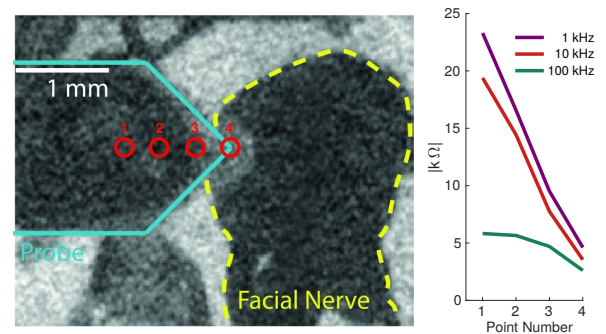 1 mm
1 2 3 4
Probe
Facial Nerve
|k Ω|
25
20
15
10
5
0
1 kHz
10 kHz
100 kHz
1 2 3 4
Point Number